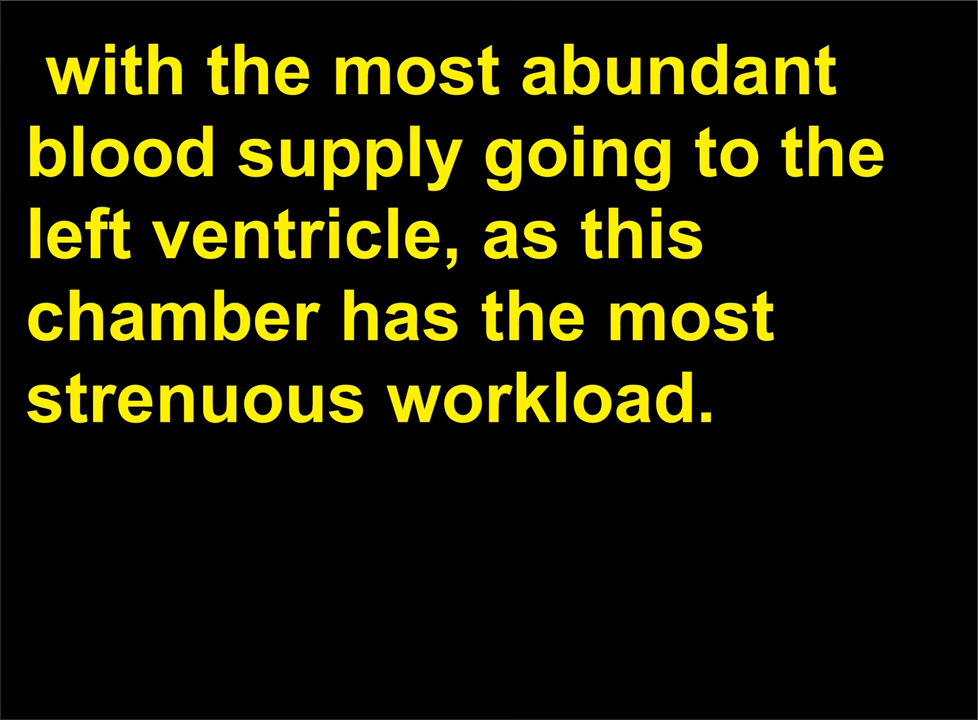 with the most abundant
blood supply going to the
left ventricle, as this
chamber has the most
strenuous workload.